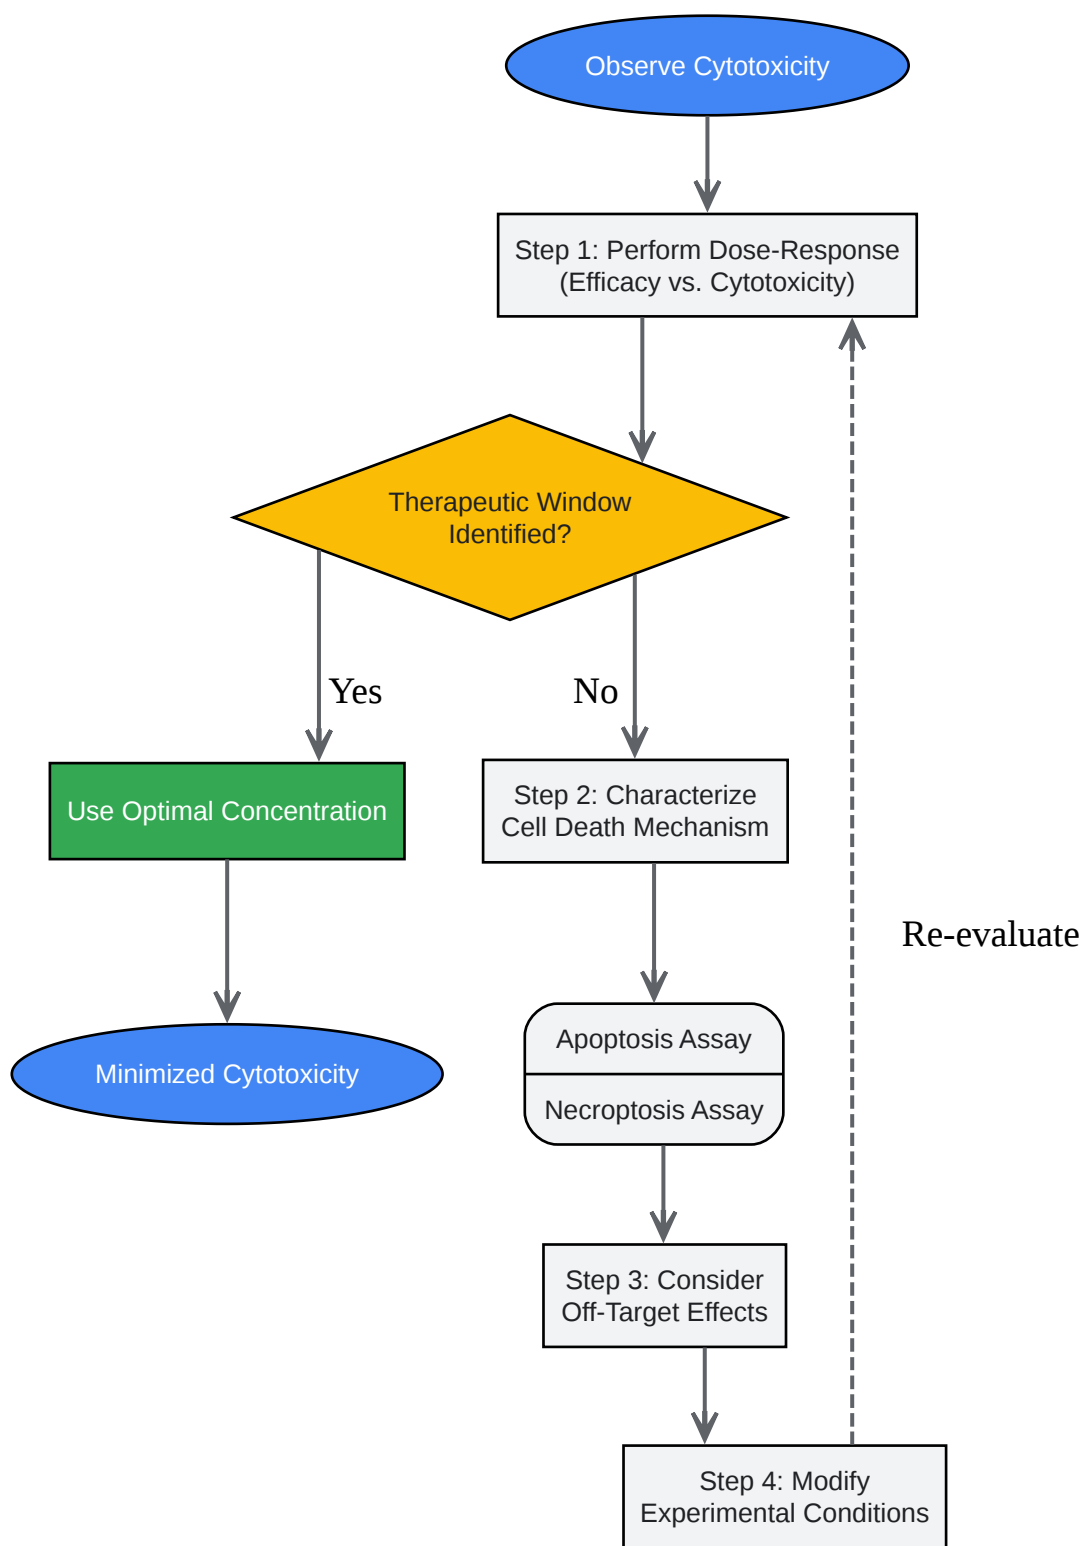 Observe Cytotoxicity
Step 1: Perform Dose-Response
(Efficacy vs. Cytotoxicity)
Therapeutic Window
Identified?
Yes
No
Use Optimal Concentration
Step 2: Characterize
Cell Death Mechanism
Re-evaluate
Minimized Cytotoxicity
Apoptosis Assay
Necroptosis Assay
Step 3: Consider
Off-Target Effects
Step 4: Modify
Experimental Conditions